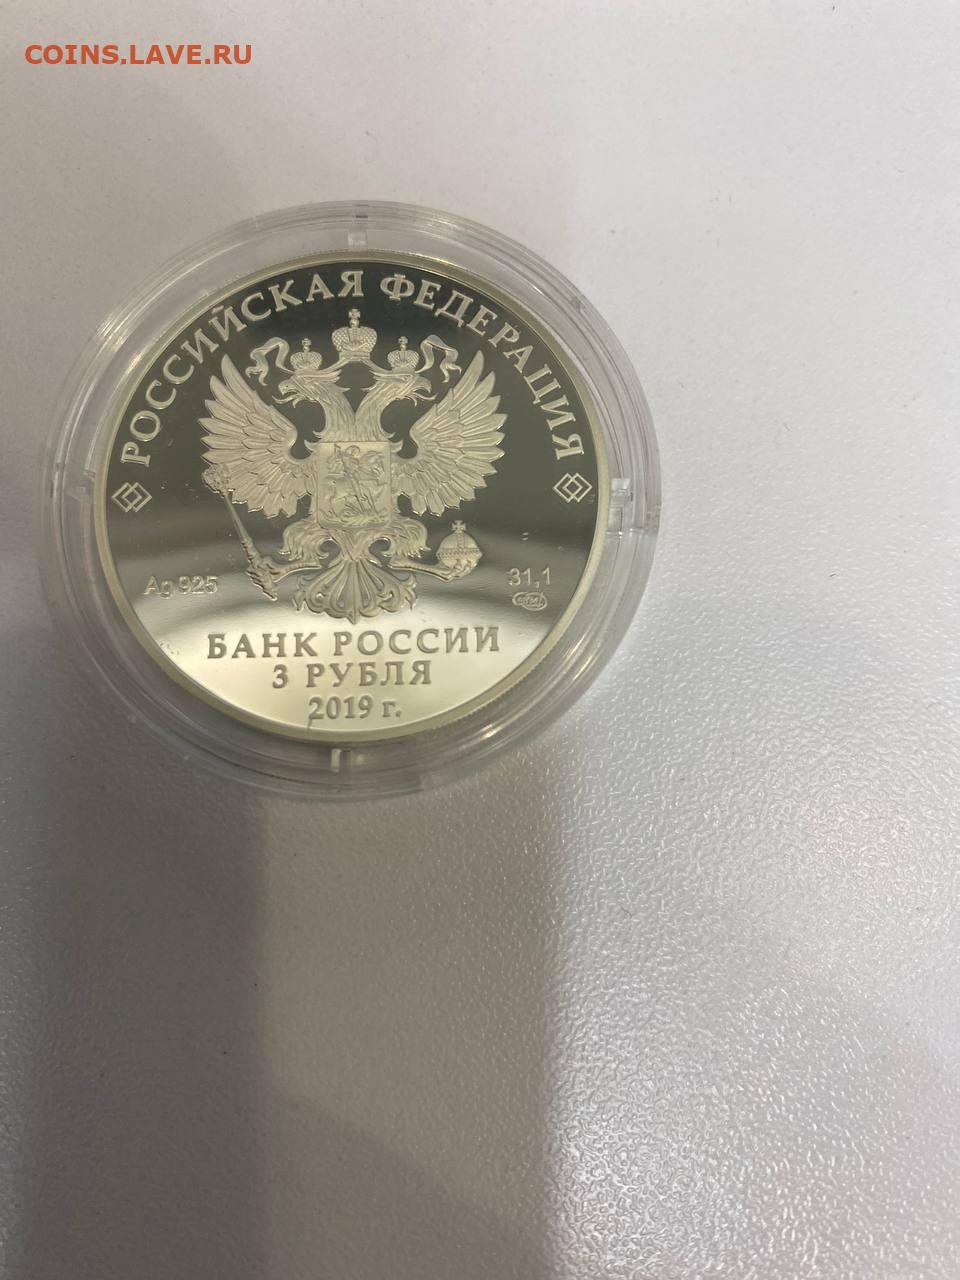 COINS.LAVE.RU
РОССИЙСКАЯ ФЕДЕРАЦИЯ
Ag 925
31,1
БАНК РОССИИ
3 РУБЛЯ
2019 г.